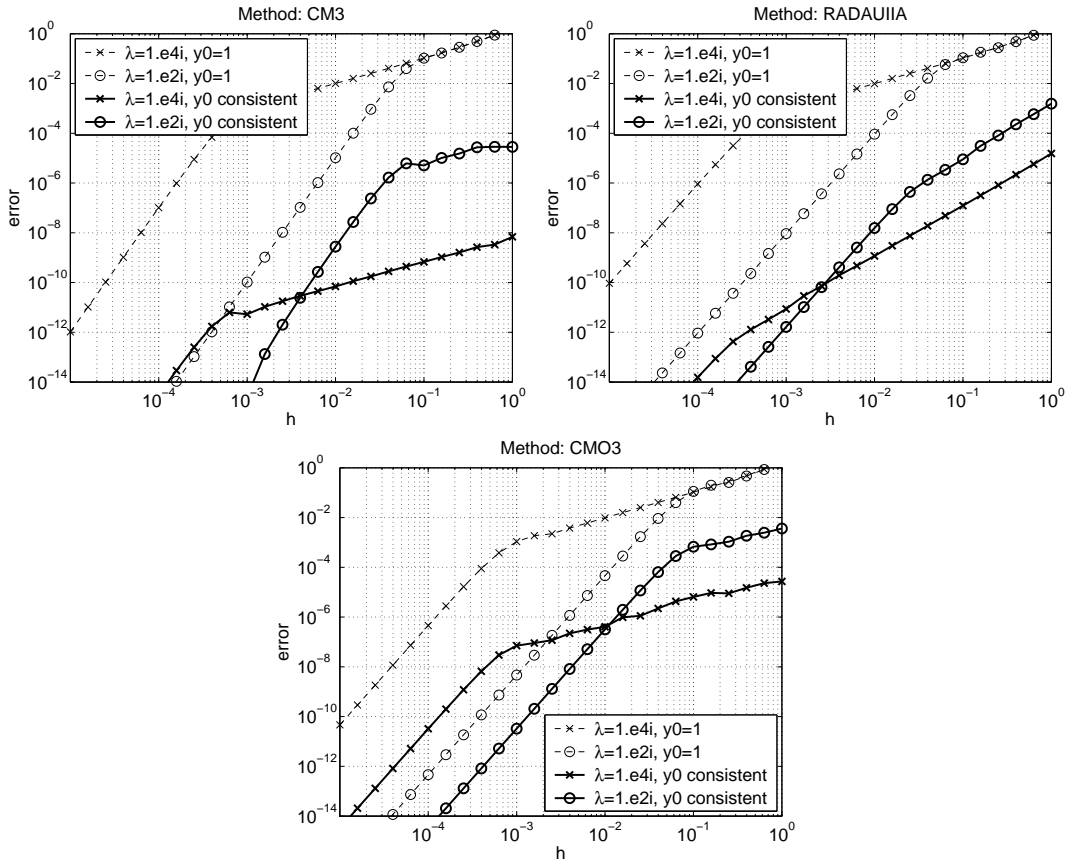 Method: CM3
10^0
10^-2
10^-4
10^-6
10^-8
10^-10
10^-12
10^-14
error
λ=1.e4i, y0=1
λ=1.e2i, y0=1
λ=1.e4i, y0 consistent
λ=1.e2i, y0 consistent
10^-4
10^-3
10^-2
10^-1
10^0
h
Method: RADAUIIA
10^0
10^-2
10^-4
10^-6
10^-8
10^-10
10^-12
10^-14
error
λ=1.e4i, y0=1
λ=1.e2i, y0=1
λ=1.e4i, y0 consistent
λ=1.e2i, y0 consistent
10^-4
10^-3
10^-2
10^-1
10^0
h
Method: CMO3
10^0
10^-2
10^-4
10^-6
10^-8
10^-10
10^-12
10^-14
error
λ=1.e4i, y0=1
λ=1.e2i, y0=1
λ=1.e4i, y0 consistent
λ=1.e2i, y0 consistent
10^-4
10^-3
10^-2
10^-1
10^0
h